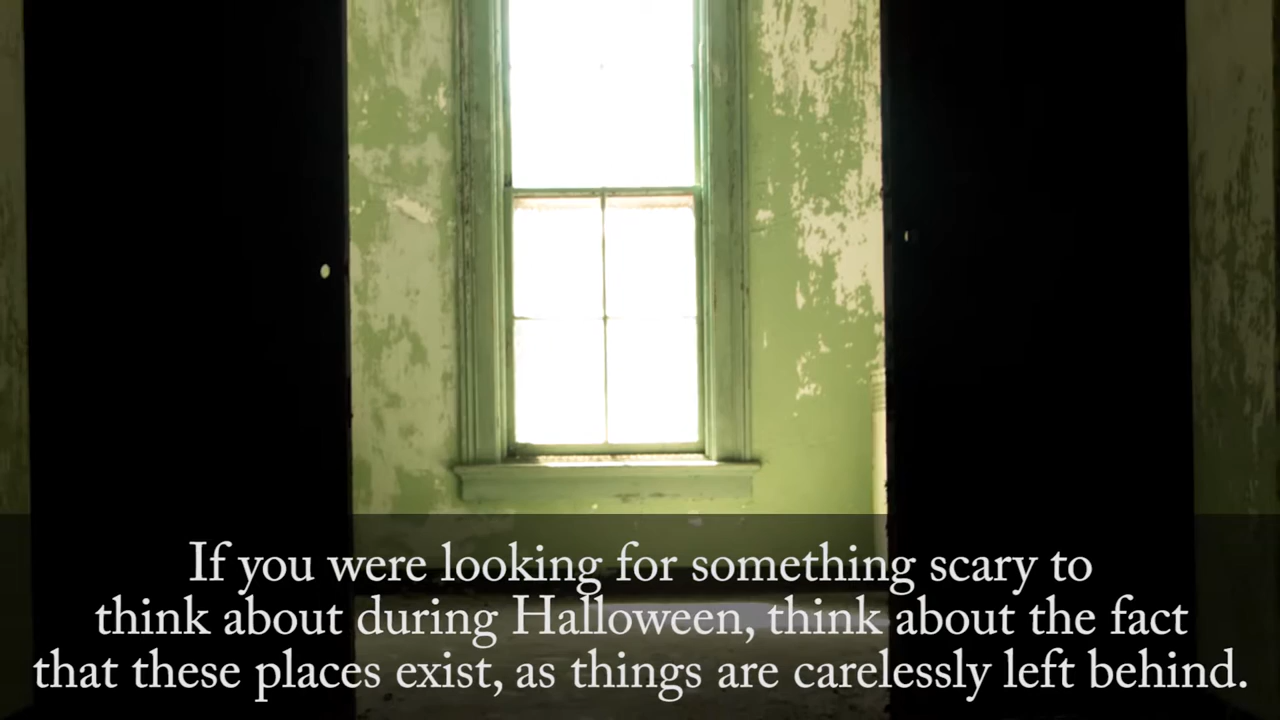 If you were looking for something scary to
think about during Halloween, think about the fact
that these places exist, as things are carelessly left behind.